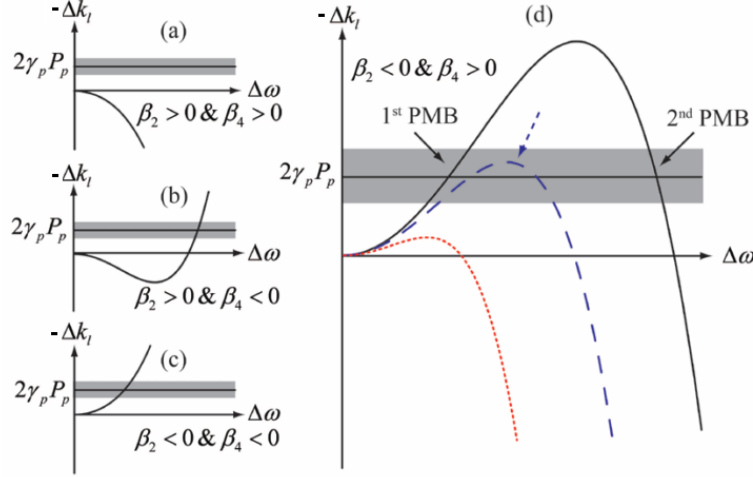 -Δk_l
(a)
2γ_pP_p
Δω
β_2 > 0 & β_4 > 0
-Δk_l
(b)
2γ_pP_p
Δω
β_2 > 0 & β_4 < 0
-Δk_l
(c)
2γ_pP_p
Δω
β_2 < 0 & β_4 < 0
-Δk_l
(d)
β_2 < 0 & β_4 > 0
1st PMB
2nd PMB
2γ_pP_p
Δω